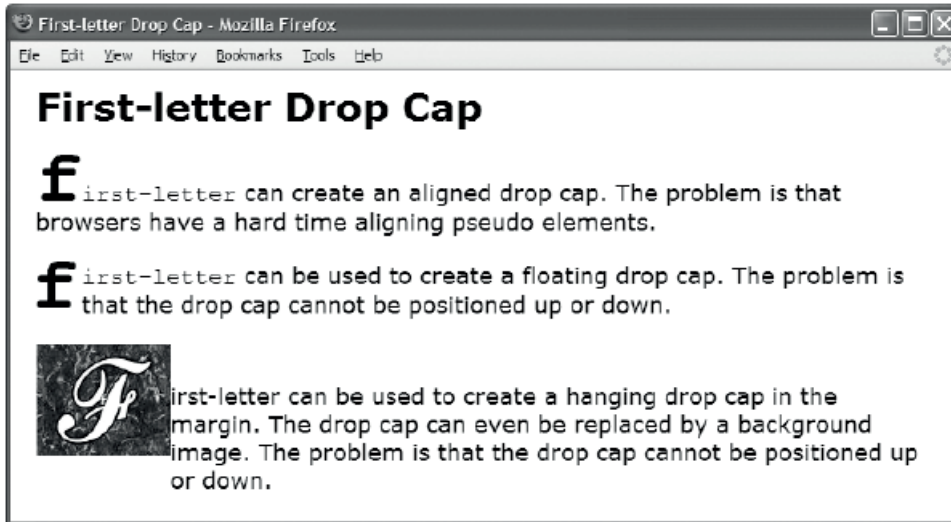 First-letter Drop Cap - Mozilla Firefox
File Edit View History Bookmarks Tools Help
First-letter Drop Cap
first-letter can create an aligned drop cap. The problem is that
browsers have a hard time aligning pseudo elements.
first-letter can be used to create a floating drop cap. The problem is
that the drop cap cannot be positioned up or down.
First-letter can be used to create a hanging drop cap in the
margin. The drop cap can even be replaced by a background
image. The problem is that the drop cap cannot be positioned up
or down.